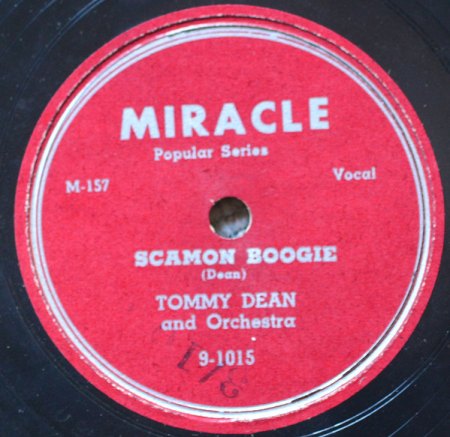 MIRACLE
Popular Series
M-157
Vocal
SCAMON BOOGIE
(Dean)
TOMMY DEAN
and Orchestra
9-1015